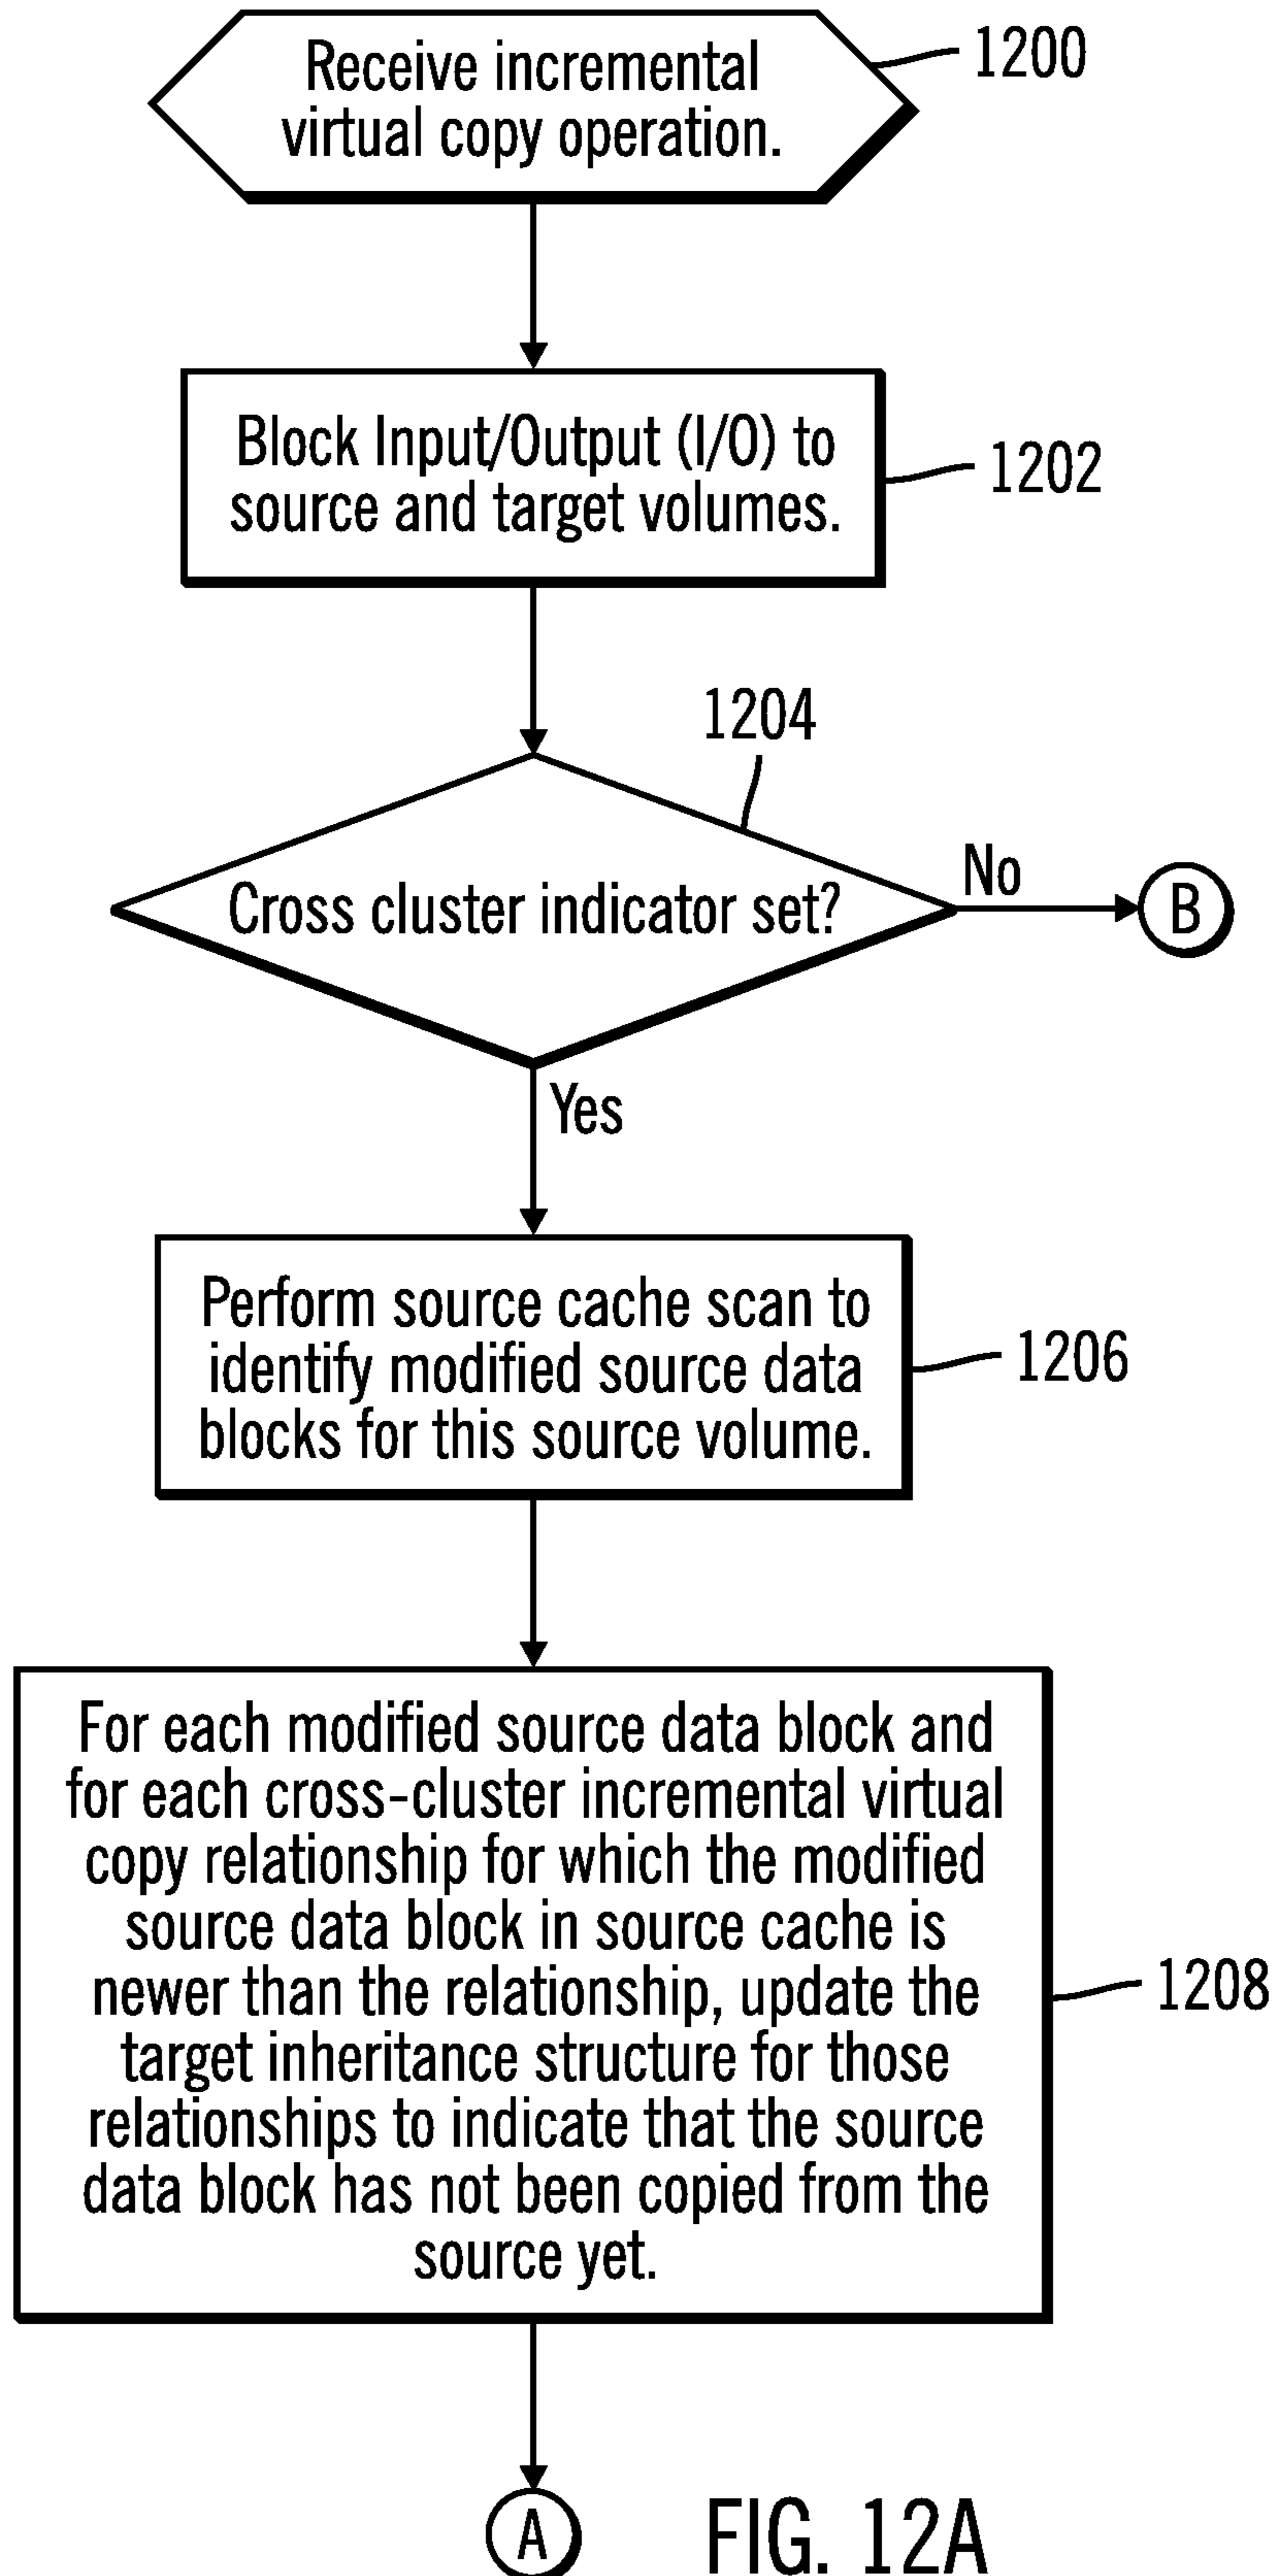 Receive incremental
virtual copy operation.
1200
Block Input/Output (I/O) to
source and target volumes.
1202
1204
Cross cluster indicator set?
No
B
Yes
Perform source cache scan to
identify modified source data
blocks for this source volume.
1206
For each modified source data block and
for each cross-cluster incremental virtual
copy relationship for which the modified
source data block in source cache is
newer than the relationship, update the
target inheritance structure for those
relationships to indicate that the source
data block has not been copied from the
source yet.
1208
A
FIG. 12A